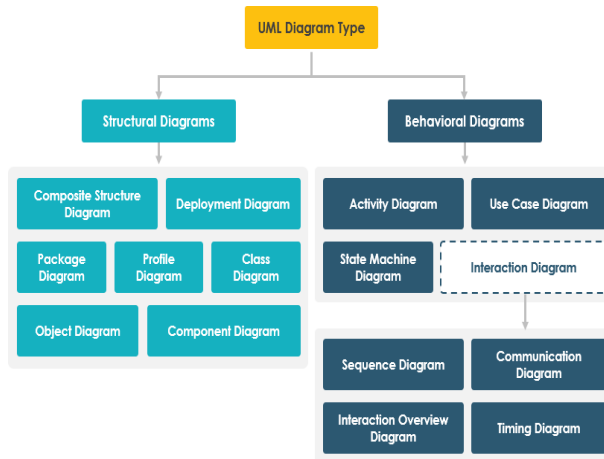 UML Diagram Type
Structural Diagrams
Behavioral Diagrams
Composite Structure
Diagram
Deployment Diagram
Package
Diagram
Profile
Diagram
Class
Diagram
Object Diagram
Component Diagram
Activity Diagram
Use Case Diagram
State Machine
Diagram
Interaction Diagram
Sequence Diagram
Communication
Diagram
Interaction Overview
Diagram
Timing Diagram